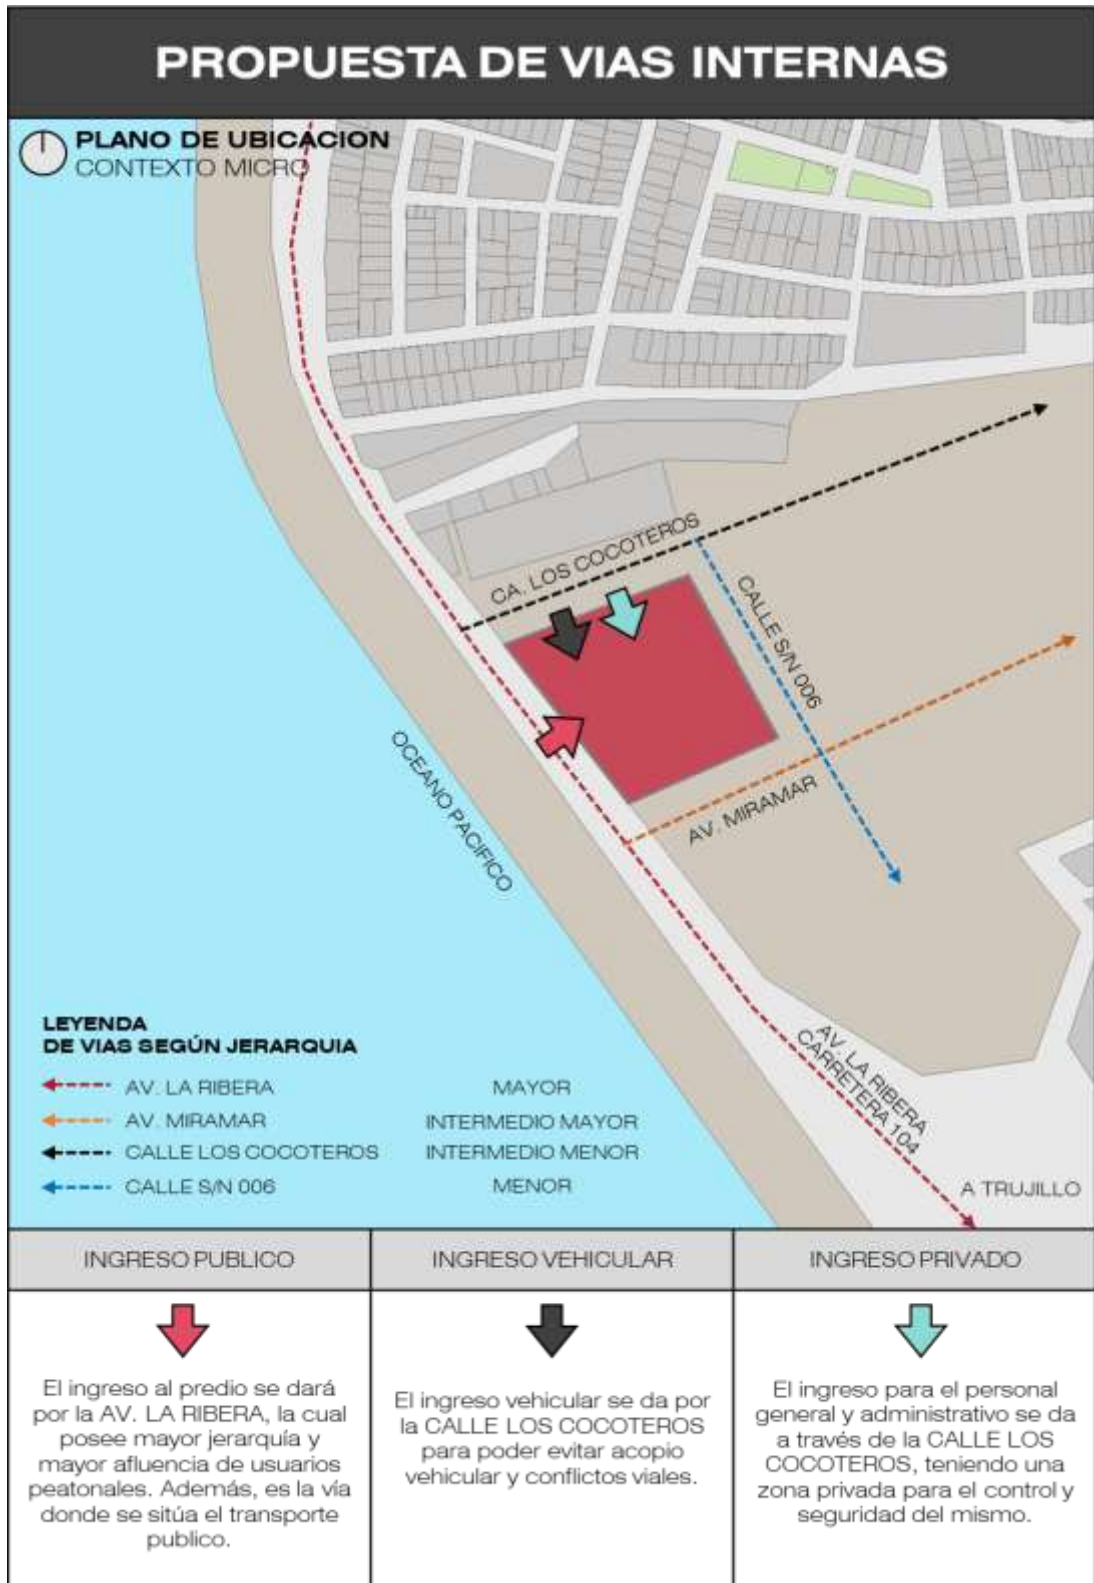 PROPUESTA DE VIAS INTERNAS
PLANO DE UBICACION
CONTEXTO MICRO
CA. LOS COCOTEROS
CALLE S/N 006
OCEANO PACIFICO
AV. MIRAMAR
AV. LA RIBERA
CARRETERA 104
A TRUJILLO
LEYENDA
DE VIAS SEGÚN JERARQUIA
AV. LA RIBERA MAYOR
AV. MIRAMAR INTERMEDIO MAYOR
CALLE LOS COCOTEROS INTERMEDIO MENOR
CALLE S/N 006 MENOR
INGRESO PUBLICO
El ingreso al predio se dará
por la AV. LA RIBERA, la cual
posee mayor jerarquía y
mayor afluencia de usuarios
peatonales. Además, es la vía
donde se sitúa el transporte
publico.
INGRESO VEHICULAR
El ingreso vehicular se da por
la CALLE LOS COCOTEROS
para poder evitar acopio
vehicular y conflictos viales.
INGRESO PRIVADO
El ingreso para el personal
general y administrativo se da
a través de la CALLE LOS
COCOTEROS, teniendo una
zona privada para el control y
seguridad del mismo.